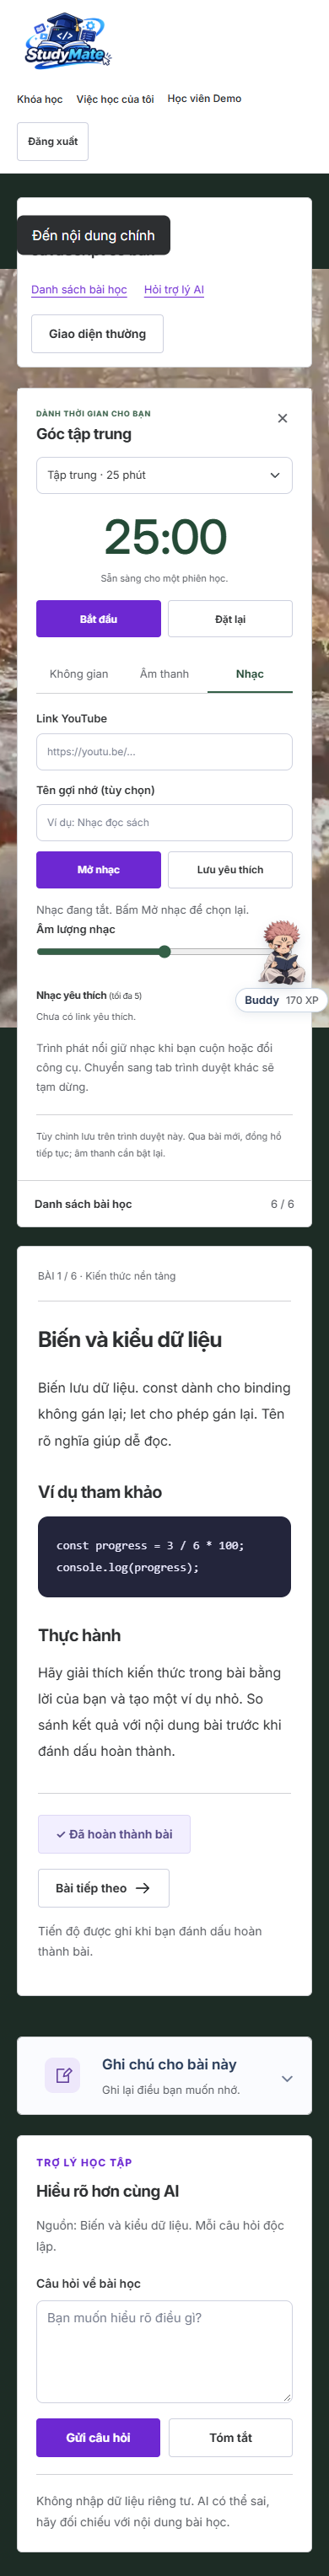 StudyMate
Khóa học
Việc học của tôi
Học viên Demo
Đăng xuất
Đến nội dung chính
Danh sách bài học
Hỏi trợ lý AI
Giao diện thường
DÀNH THỜI GIAN CHO BẠN
Góc tập trung
Tập trung · 25 phút
25:00
Sẵn sàng cho một phiên học.
Bắt đầu
Đặt lại
Không gian
Âm thanh
Nhạc
Link YouTube
https://youtu.be/...
Tên gợi nhớ (tùy chọn)
Ví dụ: Nhạc đọc sách
Mở nhạc
Lưu yêu thích
Nhạc đang tắt. Bấm Mở nhạc để chọn lại.
Âm lượng nhạc
Buddy 170 XP
Nhạc yêu thích (tối đa 5)
Chưa có link yêu thích.
Trình phát nổi giữ nhạc khi bạn cuộn hoặc đổi
công cụ. Chuyển sang tab trình duyệt khác sẽ
tạm dừng.
Tùy chỉnh lưu trên trình duyệt này. Qua bài mới, đồng hồ
tiếp tục; âm thanh cần bật lại.
Danh sách bài học
6 / 6
BÀI 1 / 6 · Kiến thức nền tảng
Biến và kiểu dữ liệu
Biến lưu dữ liệu. const dành cho binding
không gán lại; let cho phép gán lại. Tên
rõ nghĩa giúp dễ đọc.
Ví dụ tham khảo
const progress = 3 / 6 * 100;
console.log(progress);
Thực hành
Hãy giải thích kiến thức trong bài bằng
lời của bạn và tạo một ví dụ nhỏ. So
sánh kết quả với nội dung bài trước khi
đánh dấu hoàn thành.
✓ Đã hoàn thành bài
Bài tiếp theo →
Tiến độ được ghi khi bạn đánh dấu hoàn
thành bài.
Ghi chú cho bài này
Ghi lại điều bạn muốn nhớ.
TRỢ LÝ HỌC TẬP
Hiểu rõ hơn cùng AI
Nguồn: Biến và kiểu dữ liệu. Mỗi câu hỏi độc
lập.
Câu hỏi về bài học
Bạn muốn hiểu rõ điều gì?
Gửi câu hỏi
Tóm tắt
Không nhập dữ liệu riêng tư. AI có thể sai,
hãy đối chiếu với nội dung bài học.